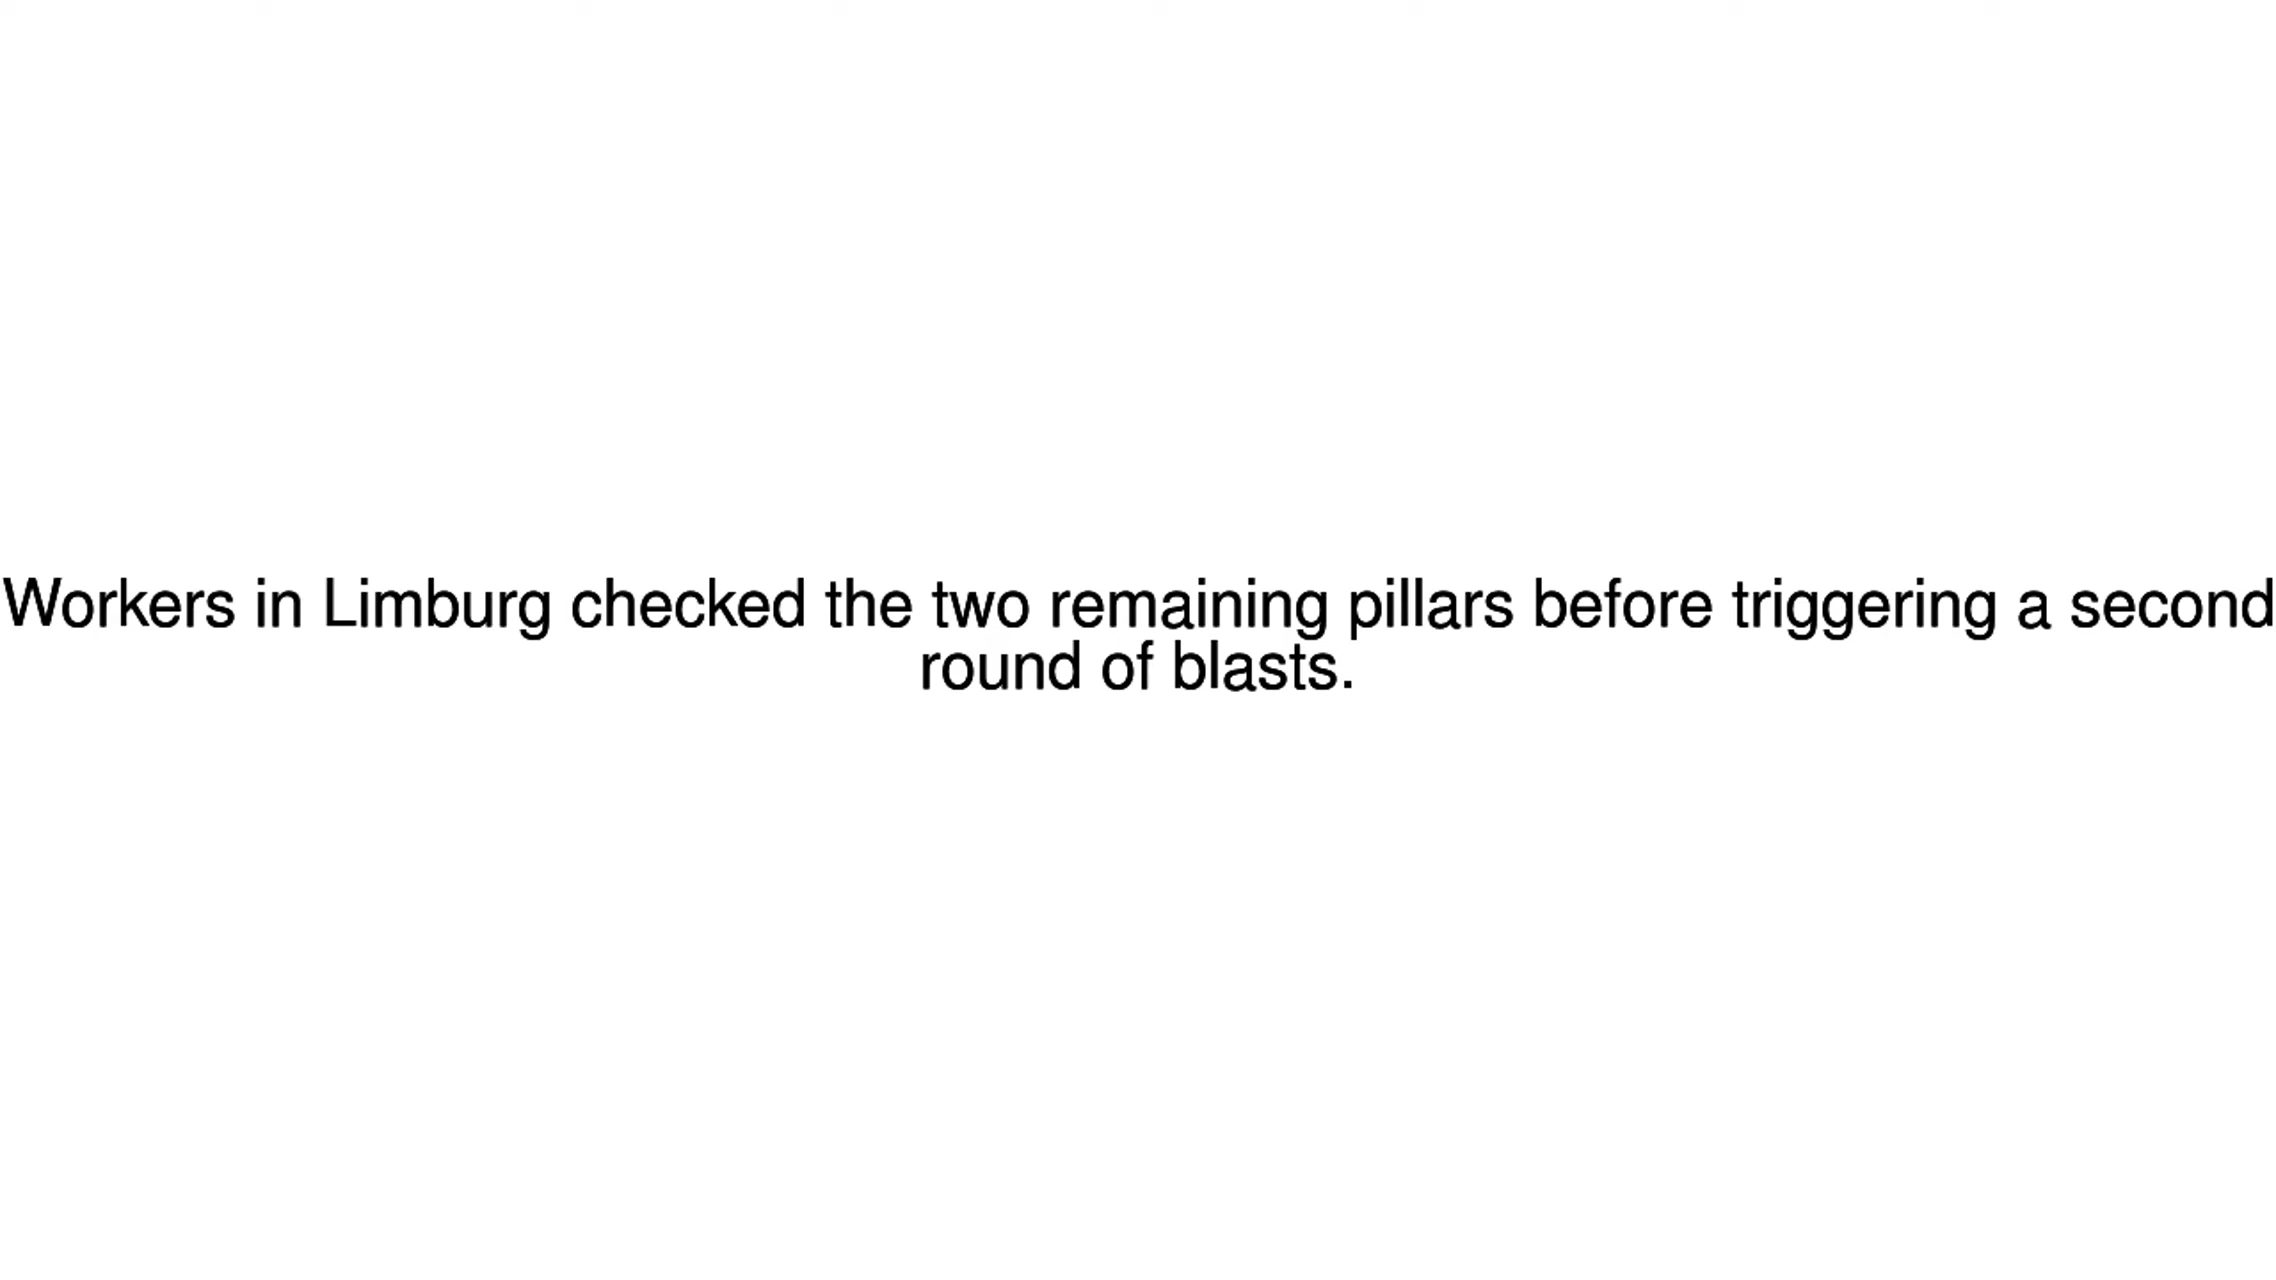 Workers in Limburg checked the two remaining pillars before triggering a second
round of blasts.